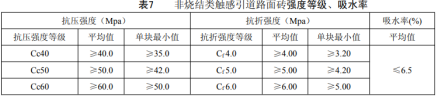 表7 非烧结类触感引道路面砖强度等级、吸水率
抗压强度（Mpa） 抗折强度（Mpa） 吸水率(%)
抗压强度等级 平均值 单块最小值 抗折强度等级 平均值 单块最小值 平均值
Cc40 ≥40.0 ≥35.0 Cf4.0 ≥4.00 ≥3.20 ≤6.5
Cc50 ≥50.0 ≥42.0 Cf5.0 ≥5.00 ≥4.20
Cc60 ≥60.0 ≥50.0 Cf6.0 ≥6.00 ≥5.00